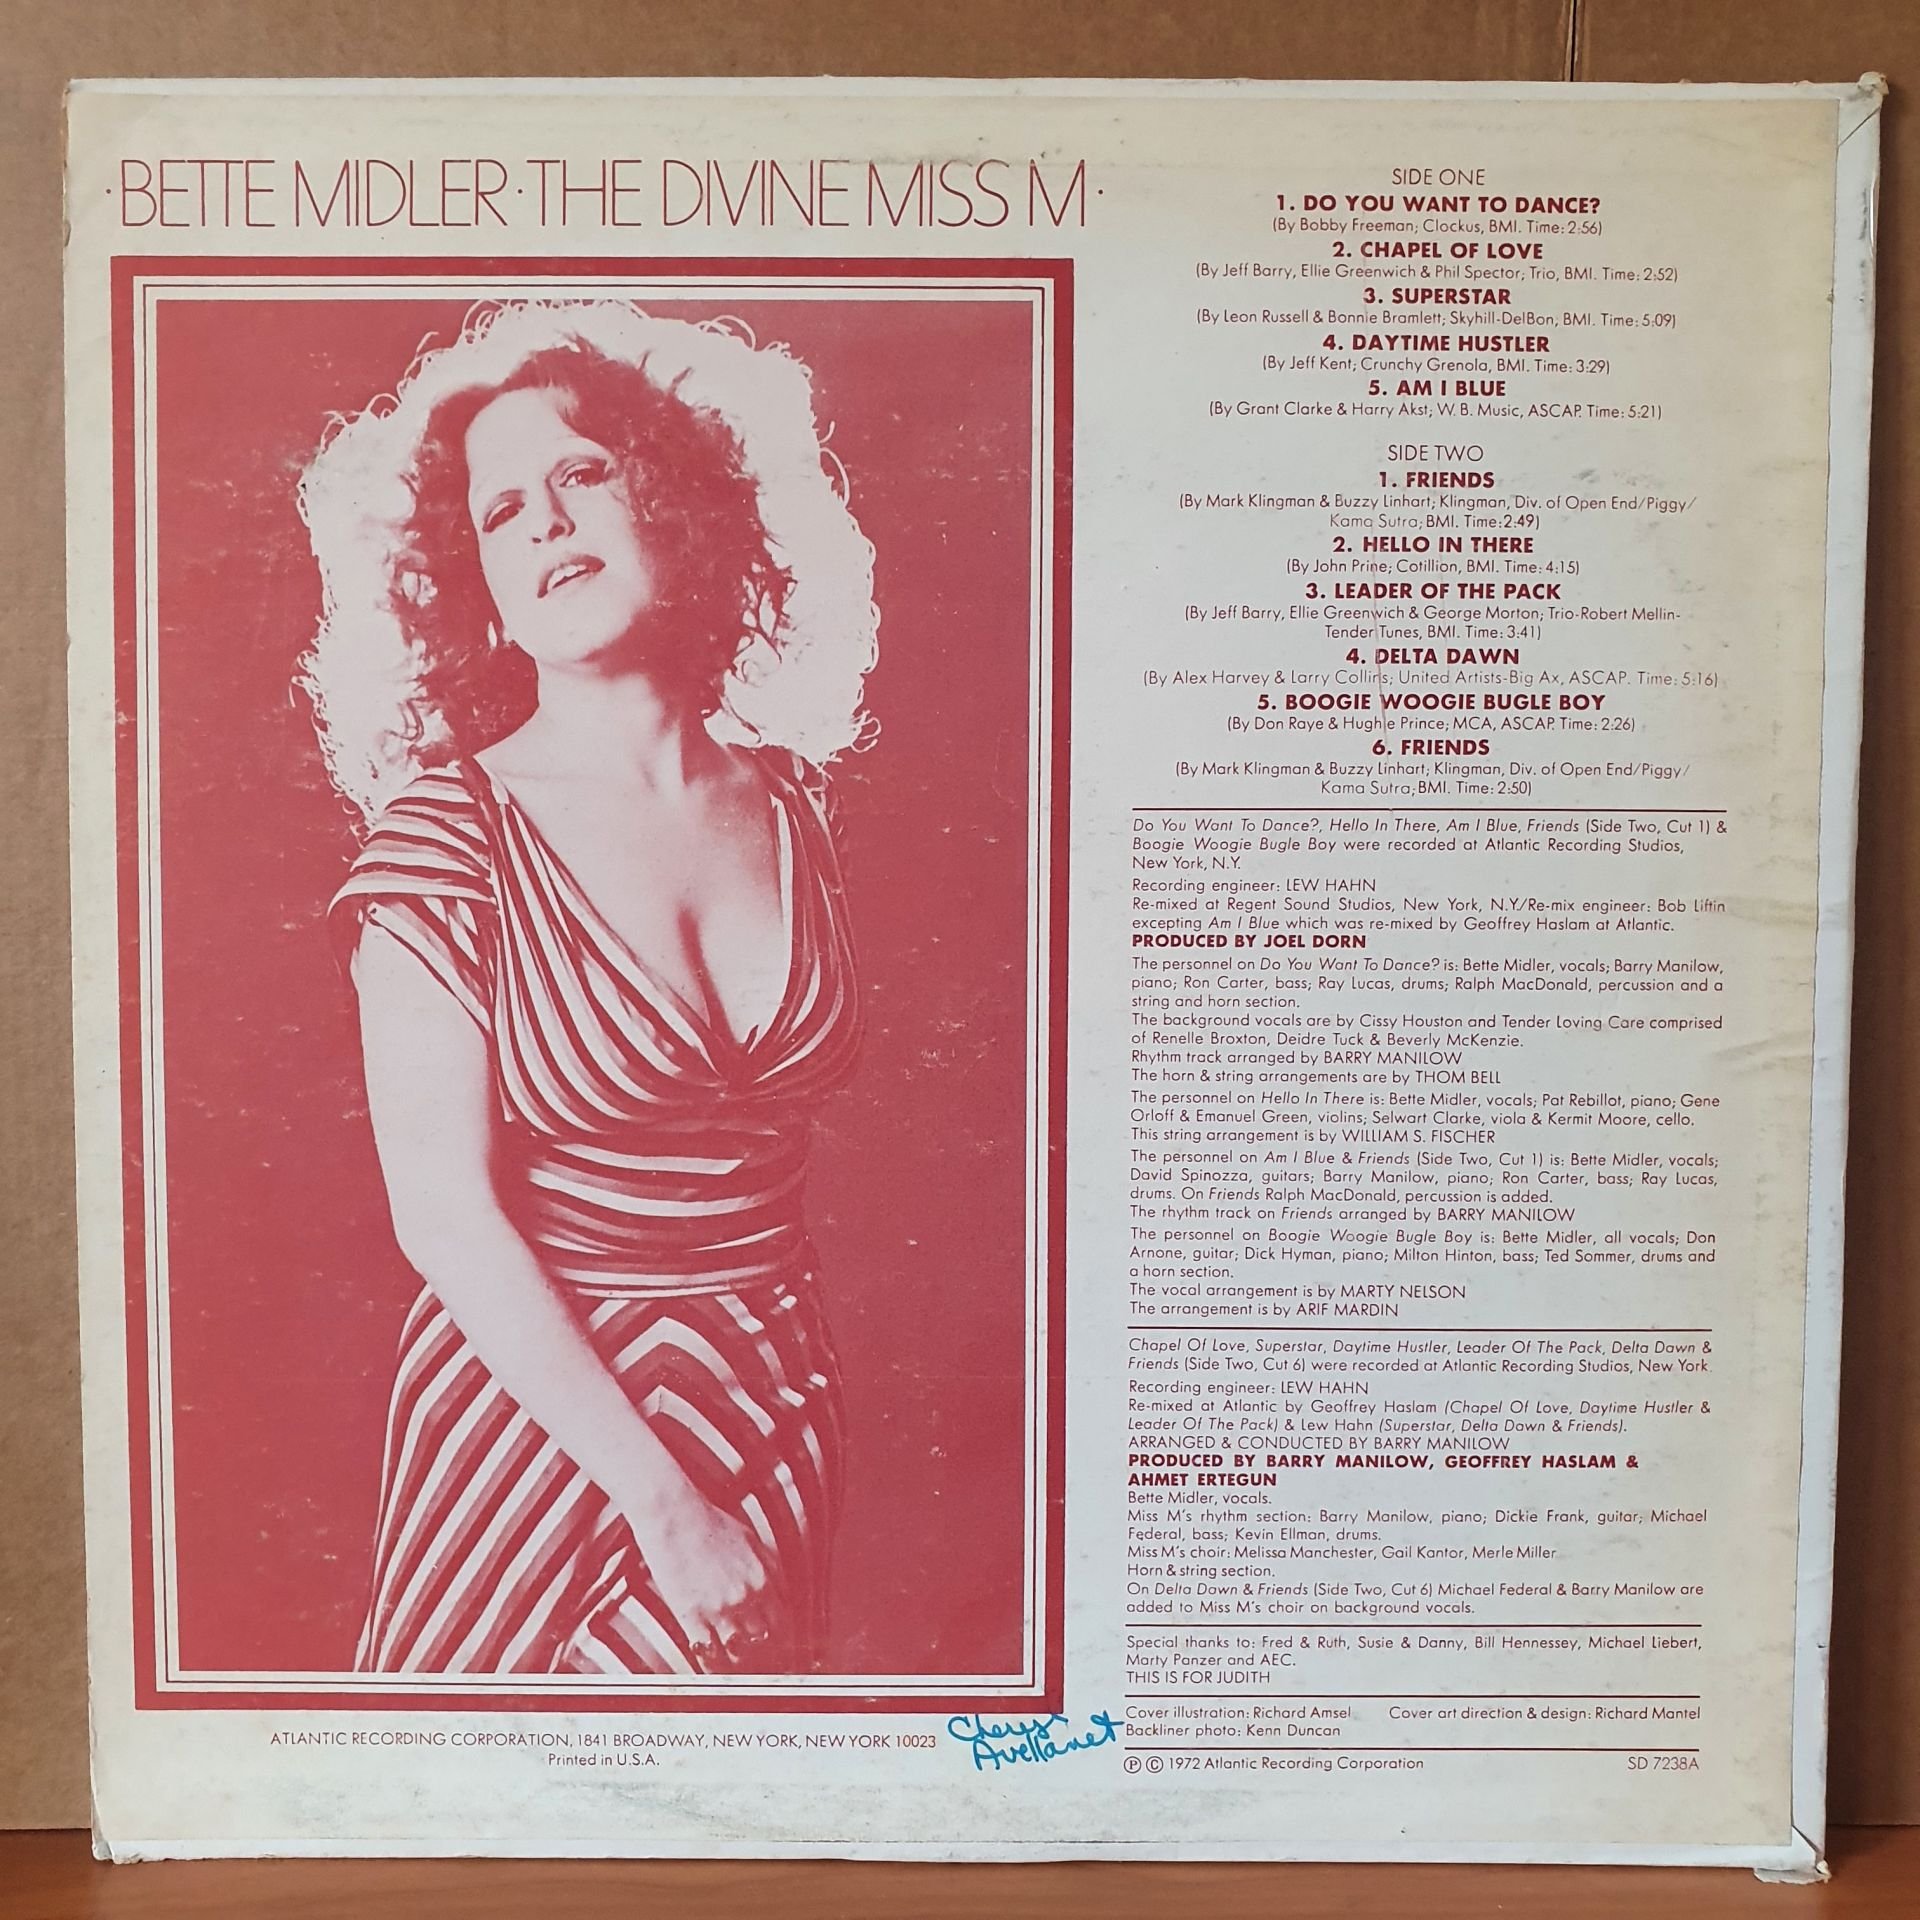 ·BETTE MIDLER·THE DIVINE MISS M·
SIDE ONE
1. DO YOU WANT TO DANCE?
(By Bobby Freeman; Clockus, BMI. Time: 2:56)
2. CHAPEL OF LOVE
(By Jeff Barry, Ellie Greenwich & Phil Spector; Trio, BMI. Time: 2:52)
3. SUPERSTAR
(By Leon Russell & Bonnie Bramlett; Skyhill-DelBon; BMI. Time: 5:09)
4. DAYTIME HUSTLER
(By Jeff Kent; Crunchy Grenola, BMI. Time: 3:29)
5. AM I BLUE
(By Grant Clarke & Harry Akst; W. B. Music, ASCAP. Time: 5:21)
SIDE TWO
1. FRIENDS
(By Mark Klingman & Buzzy Linhart; Klingman, Div. of Open End/Piggy/
Kama Sutra; BMI. Time: 2:49)
2. HELLO IN THERE
(By John Prine; Cotillion, BMI. Time: 4:15)
3. LEADER OF THE PACK
(By Jeff Barry, Ellie Greenwich & George Morton; Trio-Robert Mellin-
Tender Tunes, BMI. Time: 3:41)
4. DELTA DAWN
(By Alex Harvey & Larry Collins; United Artists-Big Ax, ASCAP. Time: 5:16)
5. BOOGIE WOOGIE BUGLE BOY
(By Don Raye & Hughie Prince; MCA, ASCAP. Time: 2:26)
6. FRIENDS
(By Mark Klingman & Buzzy Linhart; Klingman, Div. of Open End/Piggy/
Kama Sutra; BMI. Time: 2:50)
Do You Want To Dance?, Hello In There, Am I Blue, Friends (Side Two, Cut 1) &
Boogie Woogie Bugle Boy were recorded at Atlantic Recording Studios,
New York, N.Y.
Recording engineer: LEW HAHN
Re-mixed at Regent Sound Studios, New York, N.Y./Re-mix engineer: Bob Liftin
excepting Am I Blue which was re-mixed by Geoffrey Haslam at Atlantic.
PRODUCED BY JOEL DORN
The personnel on Do You Want To Dance? is: Bette Midler, vocals; Barry Manilow,
piano; Ron Carter, bass; Ray Lucas, drums; Ralph MacDonald, percussion and a
string and horn section.
The background vocals are by Cissy Houston and Tender Loving Care comprised
of Renelle Broxton, Deidre Tuck & Beverly McKenzie.
Rhythm track arranged by BARRY MANILOW
The horn & string arrangements are by THOM BELL
The personnel on Hello In There is: Bette Midler, vocals; Pat Rebillot, piano; Gene
Orloff & Emanuel Green, violins; Selwart Clarke, viola & Kermit Moore, cello.
This string arrangement is by WILLIAM S. FISCHER
The personnel on Am I Blue & Friends (Side Two, Cut 1) is: Bette Midler, vocals;
David Spinozza, guitars; Barry Manilow, piano; Ron Carter, bass; Ray Lucas,
drums. On Friends Ralph MacDonald, percussion is added.
The rhythm track on Friends arranged by BARRY MANILOW
The personnel on Boogie Woogie Bugle Boy is: Bette Midler, all vocals; Don
Arnone, guitar; Dick Hyman, piano; Milton Hinton, bass; Ted Sommer, drums and
a horn section.
The vocal arrangement is by MARTY NELSON
The arrangement is by ARIF MARDIN
Chapel Of Love, Superstar, Daytime Hustler, Leader Of The Pack, Delta Dawn &
Friends (Side Two, Cut 6) were recorded at Atlantic Recording Studios, New York.
Recording engineer: LEW HAHN
Re-mixed at Atlantic by Geoffrey Haslam (Chapel Of Love, Daytime Hustler &
Leader Of The Pack) & Lew Hahn (Superstar, Delta Dawn & Friends).
ARRANGED & CONDUCTED BY BARRY MANILOW
PRODUCED BY BARRY MANILOW, GEOFFREY HASLAM &
AHMET ERTEGUN
Bette Midler, vocals.
Miss M's rhythm section: Barry Manilow, piano; Dickie Frank, guitar; Michael
Federal, bass; Kevin Ellman, drums.
Miss M's choir: Melissa Manchester, Gail Kantor, Merle Miller
Horn & string section.
On Delta Dawn & Friends (Side Two, Cut 6) Michael Federal & Barry Manilow are
added to Miss M's choir on background vocals.
Special thanks to: Fred & Ruth, Susie & Danny, Bill Hennessey, Michael Liebert,
Marty Panzer and AEC.
THIS IS FOR JUDITH
Cover illustration: Richard Amsel Cover art direction & design: Richard Mantel
Backliner photo: Kenn Duncan
Ⓟ © 1972 Atlantic Recording Corporation SD 7238A
ATLANTIC RECORDING CORPORATION, 1841 BROADWAY, NEW YORK, NEW YORK 10023
Printed in U.S.A.
Avellanet